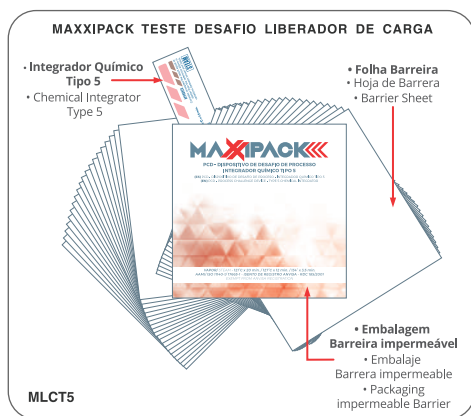 MAXXIPACK TESTE DESAFIO LIBERADOR DE CARGA
• Integrador Químico
Tipo 5
• Chemical Integrator
Type 5
• Folha Barreira
• Hoja de Barrera
• Barrier Sheet
MAXXIPACK
PCD - DISPOSITIVO DE DESAFIO DE PROCESSO
INTEGRADOR QUÍMICO TIPO 5
• Embalagem
Barreira impermeável
• Embalaje
Barrera impermeable
• Packaging
impermeable Barrier
MLCT5